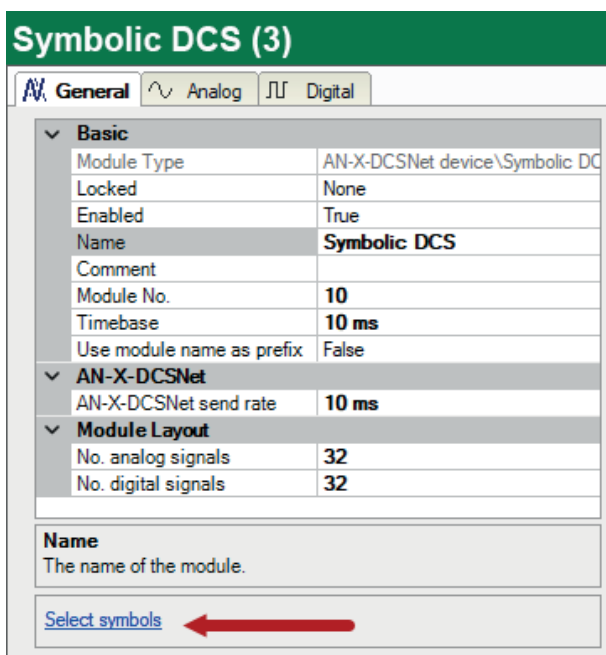 Symbolic DCS (3)
General Analog Digital
Basic
Module Type AN-X-DCSNet device\Symbolic DC
Locked None
Enabled True
Name Symbolic DCS
Comment
Module No. 10
Timebase 10 ms
Use module name as prefix False
AN-X-DCSNet
AN-X-DCSNet send rate 10 ms
Module Layout
No. analog signals 32
No. digital signals 32
Name
The name of the module.
Select symbols